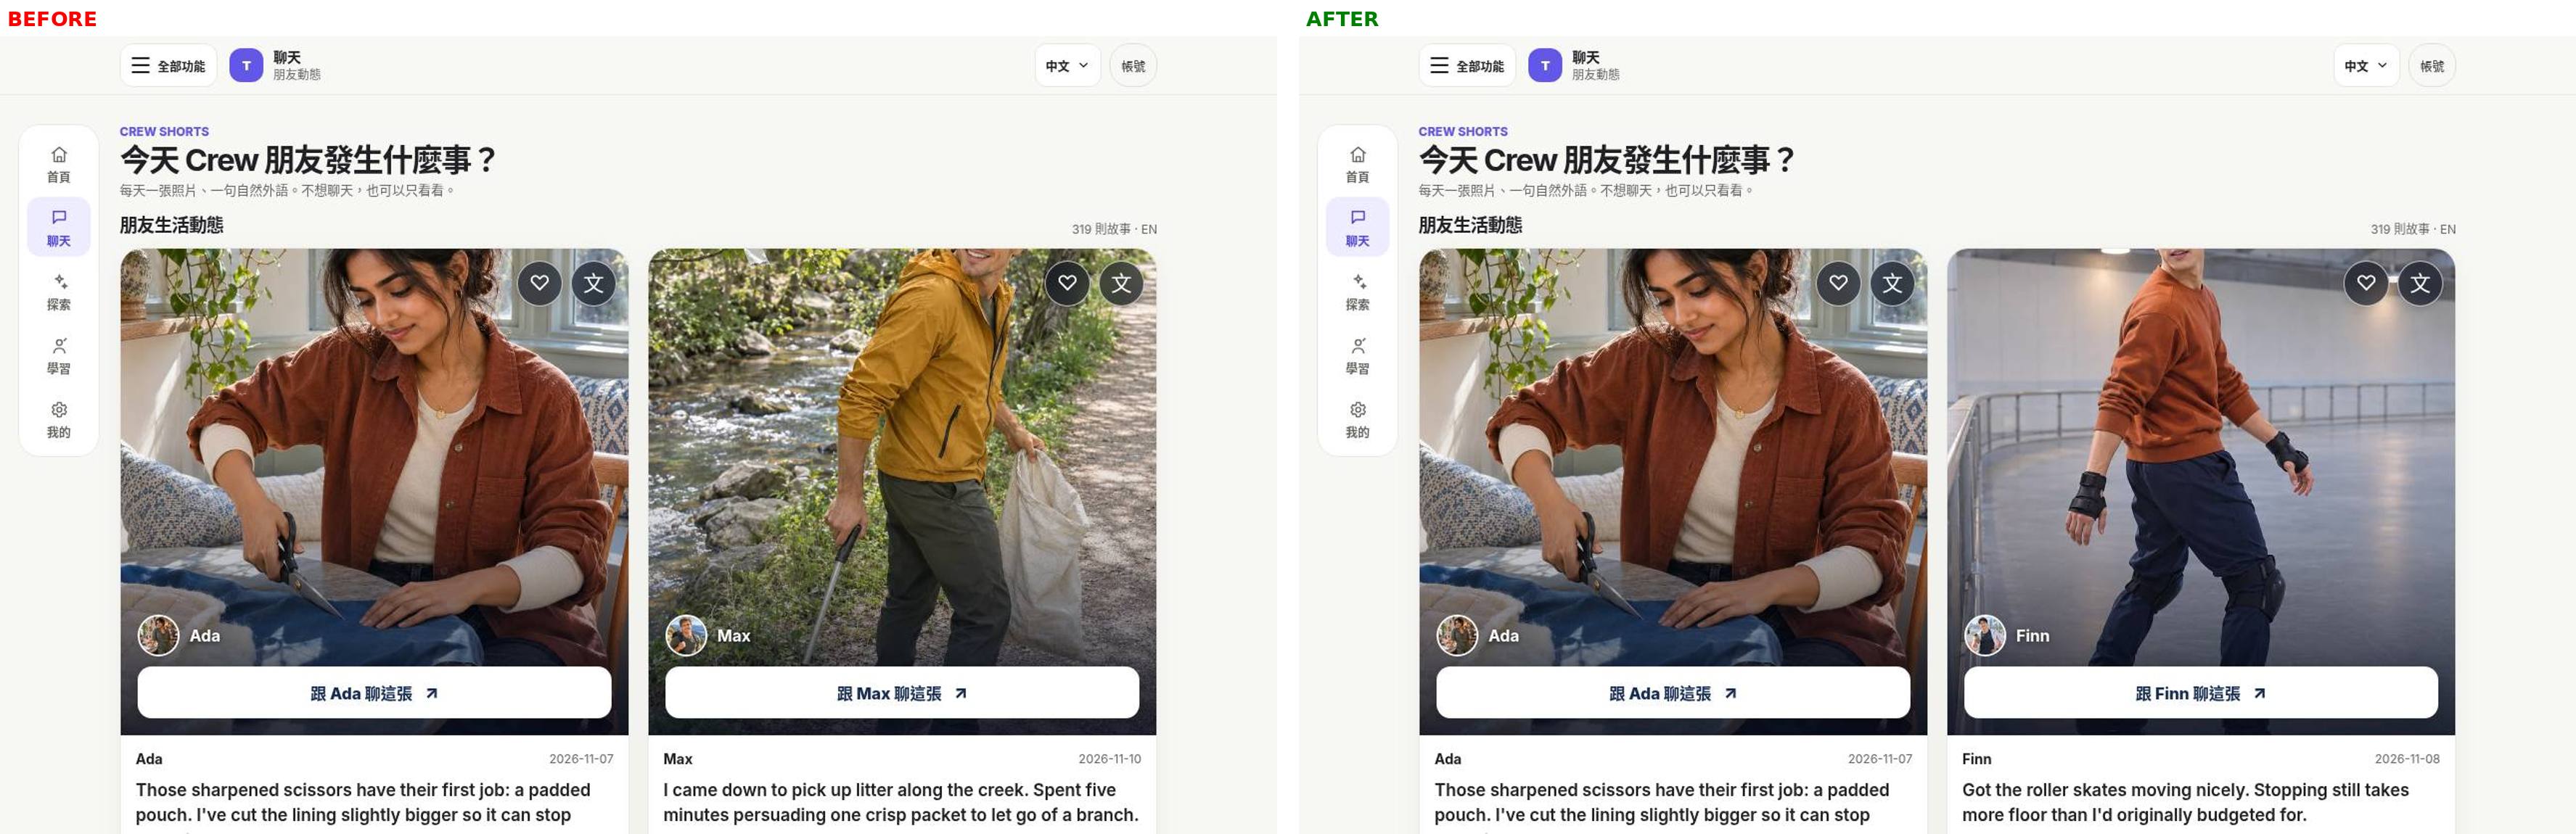 BEFORE
全部功能
T
聊天
朋友動態
中文
帳號
首頁
聊天
探索
學習
我的
CREW SHORTS
今天 Crew 朋友發生什麼事？
每天一張照片、一句自然外語。不想聊天，也可以只看看。
朋友生活動態
319 則故事 · EN
文
Ada
跟 Ada 聊這張
Ada
2026-11-07
Those sharpened scissors have their first job: a padded
pouch. I've cut the lining slightly bigger so it can stop
文
Max
跟 Max 聊這張
Max
2026-11-10
I came down to pick up litter along the creek. Spent five
minutes persuading one crisp packet to let go of a branch.
AFTER
全部功能
T
聊天
朋友動態
中文
帳號
首頁
聊天
探索
學習
我的
CREW SHORTS
今天 Crew 朋友發生什麼事？
每天一張照片、一句自然外語。不想聊天，也可以只看看。
朋友生活動態
319 則故事 · EN
文
Ada
跟 Ada 聊這張
Ada
2026-11-07
Those sharpened scissors have their first job: a padded
pouch. I've cut the lining slightly bigger so it can stop
文
Finn
跟 Finn 聊這張
Finn
2026-11-08
Got the roller skates moving nicely. Stopping still takes
more floor than I'd originally budgeted for.